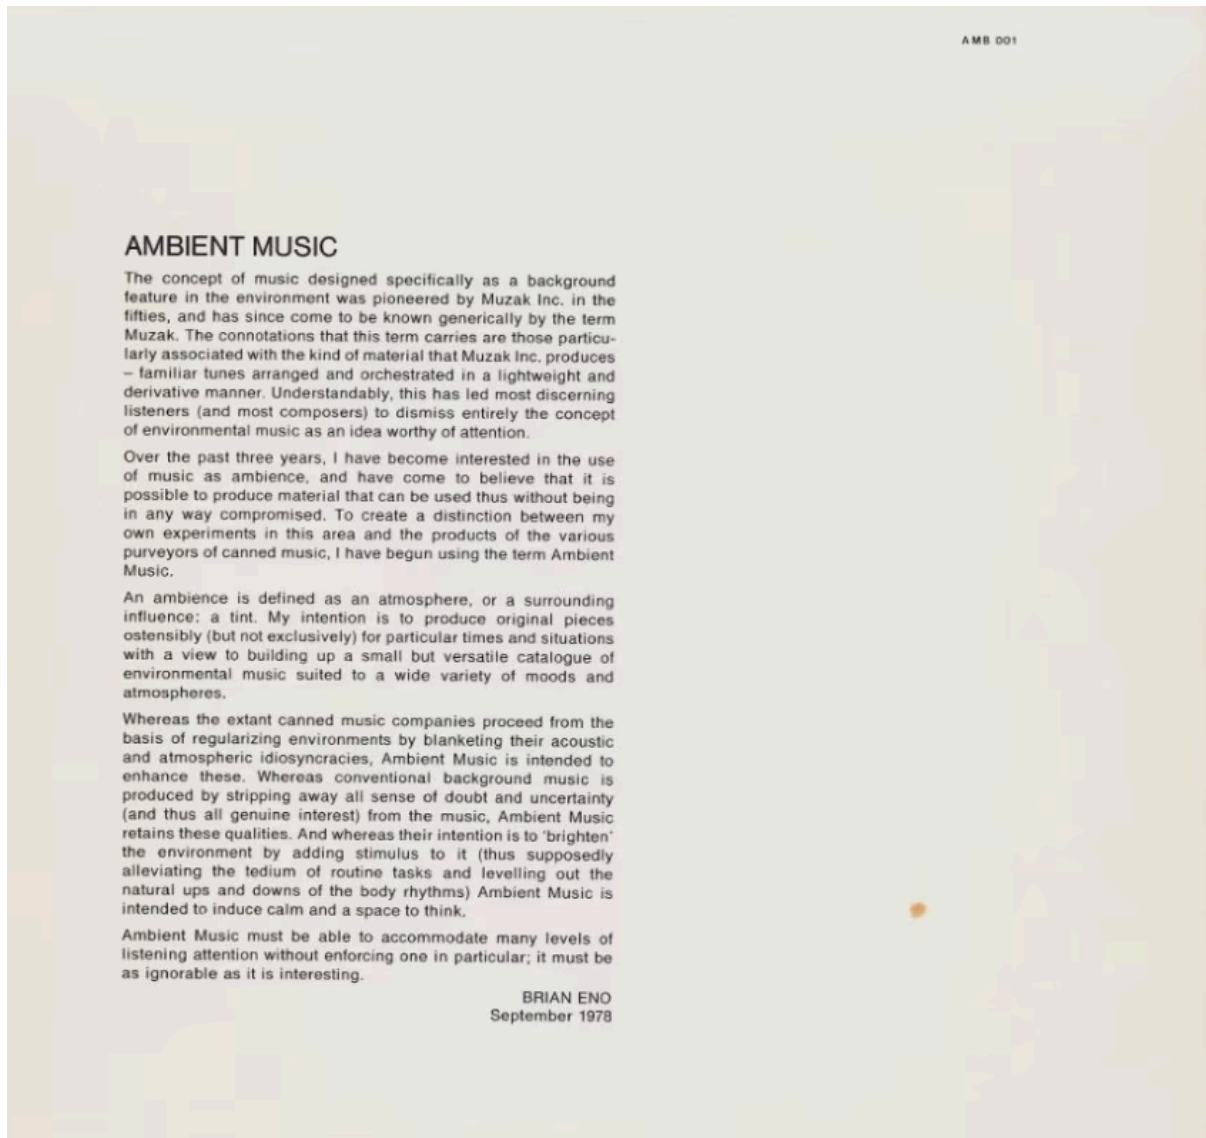 AMB 001
AMBIENT MUSIC
The concept of music designed specifically as a background
feature in the environment was pioneered by Muzak Inc. in the
fifties, and has since come to be known generically by the term
Muzak. The connotations that this term carries are those particu-
larly associated with the kind of material that Muzak Inc. produces
– familiar tunes arranged and orchestrated in a lightweight and
derivative manner. Understandably, this has led most discerning
listeners (and most composers) to dismiss entirely the concept
of environmental music as an idea worthy of attention.
Over the past three years, I have become interested in the use
of music as ambience, and have come to believe that it is
possible to produce material that can be used thus without being
in any way compromised. To create a distinction between my
own experiments in this area and the products of the various
purveyors of canned music, I have begun using the term Ambient
Music.
An ambience is defined as an atmosphere, or a surrounding
influence: a tint. My intention is to produce original pieces
ostensibly (but not exclusively) for particular times and situations
with a view to building up a small but versatile catalogue of
environmental music suited to a wide variety of moods and
atmospheres.
Whereas the extant canned music companies proceed from the
basis of regularizing environments by blanketing their acoustic
and atmospheric idiosyncracies, Ambient Music is intended to
enhance these. Whereas conventional background music is
produced by stripping away all sense of doubt and uncertainty
(and thus all genuine interest) from the music, Ambient Music
retains these qualities. And whereas their intention is to 'brighten'
the environment by adding stimulus to it (thus supposedly
alleviating the tedium of routine tasks and levelling out the
natural ups and downs of the body rhythms) Ambient Music is
intended to induce calm and a space to think.
Ambient Music must be able to accommodate many levels of
listening attention without enforcing one in particular; it must be
as ignorable as it is interesting.
BRIAN ENO
September 1978